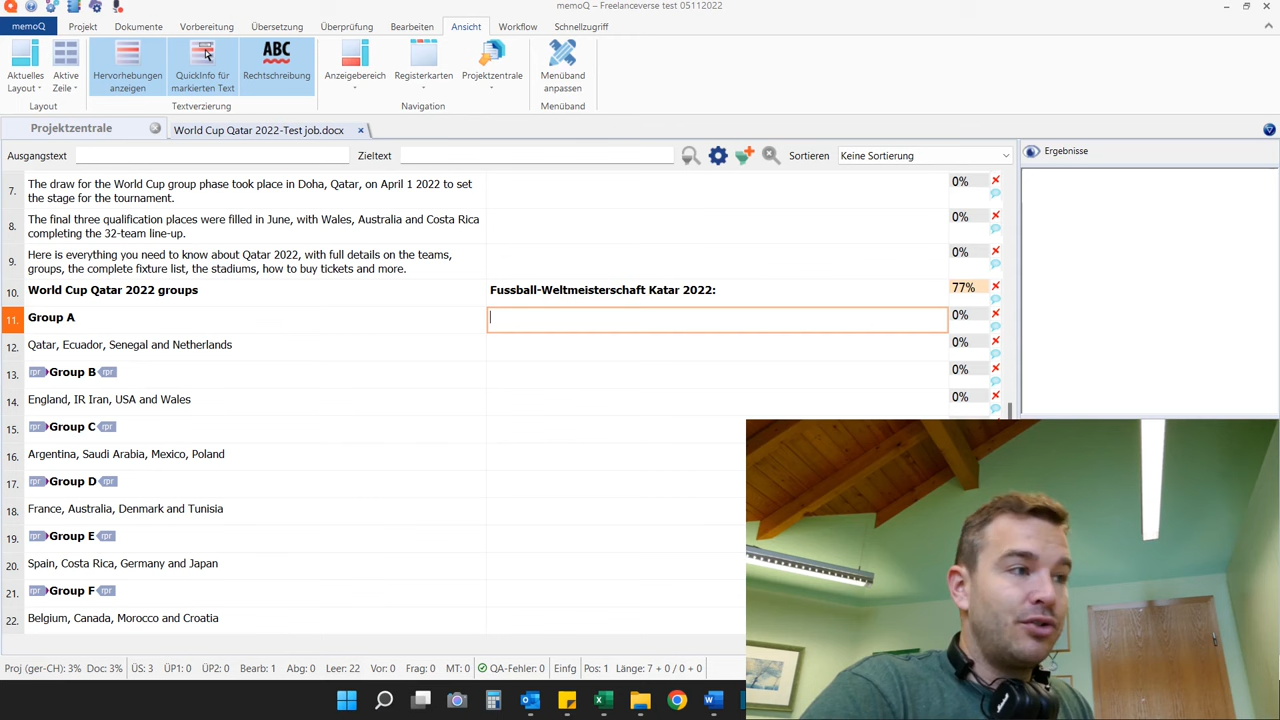 memoQ – Freelanceverse test 05112022
memoQ Projekt Dokumente Vorbereitung Übersetzung Überprüfung Bearbeiten Ansicht Workflow Schnellzugriff
Aktuelles Layout
Aktive Zeile
Hervorhebungen anzeigen
QuickInfo für markierten Text
ABC
Rechtschreibung
Anzeigebereich
Registerkarten
Projektzentrale
Menüband anpassen
Layout Textverzierung Navigation Menüband
Projektzentrale World Cup Qatar 2022-Test job.docx
Ausgangstext Zieltext Sortieren Keine Sortierung Ergebnisse
7. The draw for the World Cup group phase took place in Doha, Qatar, on April 1 2022 to set 0%
the stage for the tournament.
8. The final three qualification places were filled in June, with Wales, Australia and Costa Rica 0%
completing the 32-team line-up.
9. Here is everything you need to know about Qatar 2022, with full details on the teams, 0%
groups, the complete fixture list, the stadiums, how to buy tickets and more.
10. World Cup Qatar 2022 groups Fussball-Weltmeisterschaft Katar 2022: 77%
11. Group A 0%
12. Qatar, Ecuador, Senegal and Netherlands 0%
13. rpr Group B rpr 0%
14. England, IR Iran, USA and Wales 0%
15. rpr Group C rpr
16. Argentina, Saudi Arabia, Mexico, Poland
17. rpr Group D rpr
18. France, Australia, Denmark and Tunisia
19. rpr Group E rpr
20. Spain, Costa Rica, Germany and Japan
21. rpr Group F rpr
22. Belgium, Canada, Morocco and Croatia
Proj (ger-CH): 3% Doc: 3% ÜS: 3 ÜP1: 0 ÜP2: 0 Bearb: 1 Abg: 0 Leer: 22 Vor: 0 Frag: 0 MT: 0 QA-Fehler: 0 Einfg Pos: 1 Länge: 7 + 0 / 0 + 0